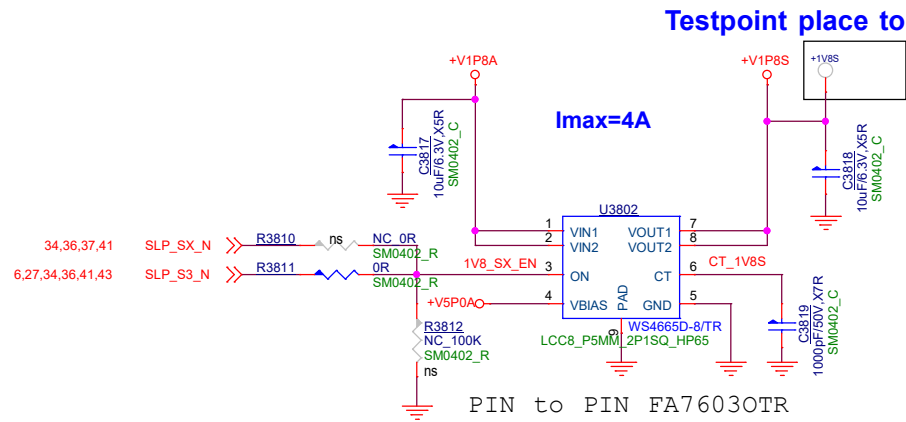 Testpoint place to
+V1P8A
+V1P8S
+1V8S
Imax=4A
C3817
10uF/6.3V,X5R
SM0402_C
C3818
10uF/6.3V,X5R
SM0402_C
U3802
1 VIN1 VOUT1 7
2 VIN2 VOUT2 8
34,36,37,41 SLP_SX_N R3810 ns NC_0R
SM0402_R
6,27,34,36,41,43 SLP_S3_N R3811 0R
SM0402_R
1V8_SX_EN 3 ON CT 6 CT_1V8S
+V5P0A 4 VBIAS PAD GND 5
9
WS4665D-8/TR
LCC8_P5MM_2P1SQ_HP65
R3812
NC_100K
SM0402_R
ns
C3819
1000pF/50V,X7R
SM0402_C
PIN to PIN FA7603OTR